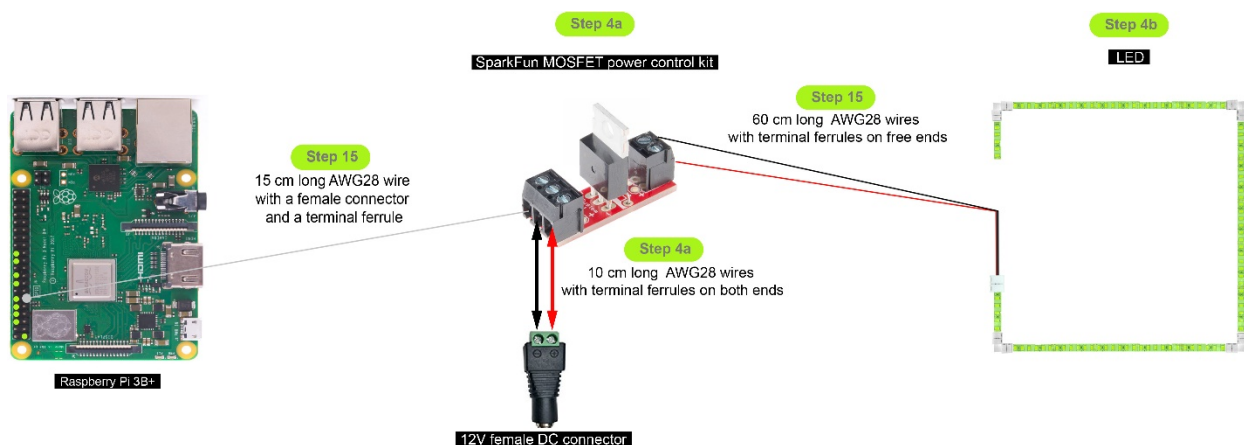 Step 4a
Step 4b
SparkFun MOSFET power control kit
LED
Step 15
60 cm long AWG28 wires
with terminal ferrules on free ends
Step 15
15 cm long AWG28 wire
with a female connector
and a terminal ferrule
HDMI
Step 4a
10 cm long AWG28 wires
with terminal ferrules on both ends
Raspberry Pi 3B+
12V female DC connector